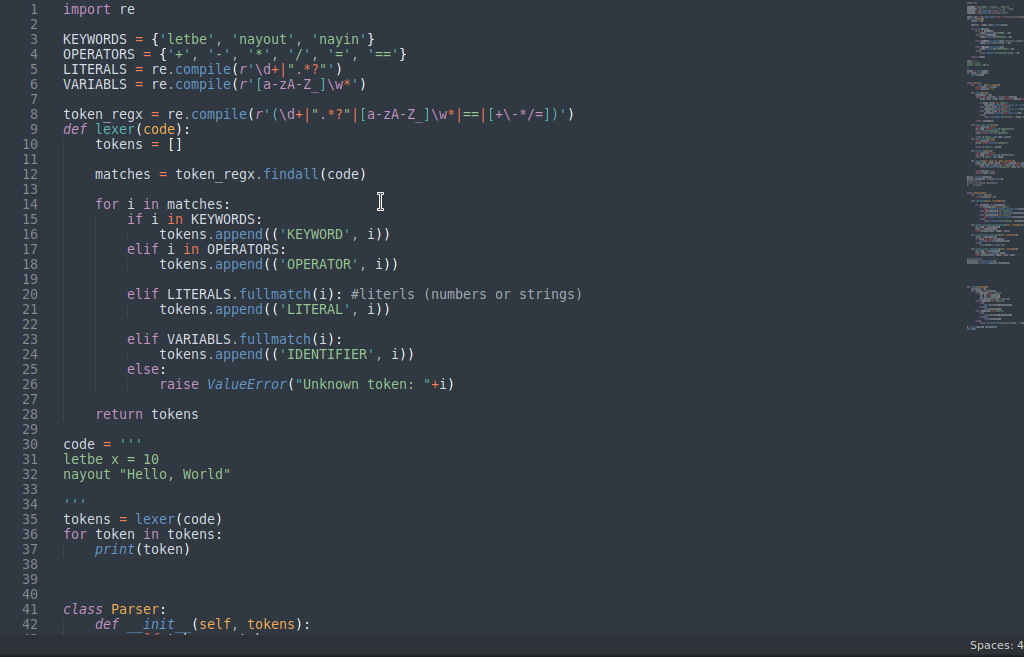 1 import re
2
3 KEYWORDS = {'letbe', 'nayout', 'nayin'}
4 OPERATORS = {'+', '-', '*', '/', '=', '=='}
5 LITERALS = re.compile(r'\d+|".*?"')
6 VARIABLS = re.compile(r'[a-zA-Z_]\w*')
7
8 token_regx = re.compile(r'(\d+|".*?"|[a-zA-Z_]\w*|==|[+\-*/=])')
9 def lexer(code):
10     tokens = []
11
12     matches = token_regx.findall(code)
13
14     for i in matches:
15         if i in KEYWORDS:
16             tokens.append(('KEYWORD', i))
17         elif i in OPERATORS:
18             tokens.append(('OPERATOR', i))
19
20         elif LITERALS.fullmatch(i): #literls (numbers or strings)
21             tokens.append(('LITERAL', i))
22
23         elif VARIABLS.fullmatch(i):
24             tokens.append(('IDENTIFIER', i))
25         else:
26             raise ValueError("Unknown token: "+i)
27
28     return tokens
29
30 code = '''
31 letbe x = 10
32 nayout "Hello, World"
33
34 '''
35 tokens = lexer(code)
36 for token in tokens:
37     print(token)
38
39
40
41 class Parser:
42     def __init__(self, tokens):
Spaces: 4